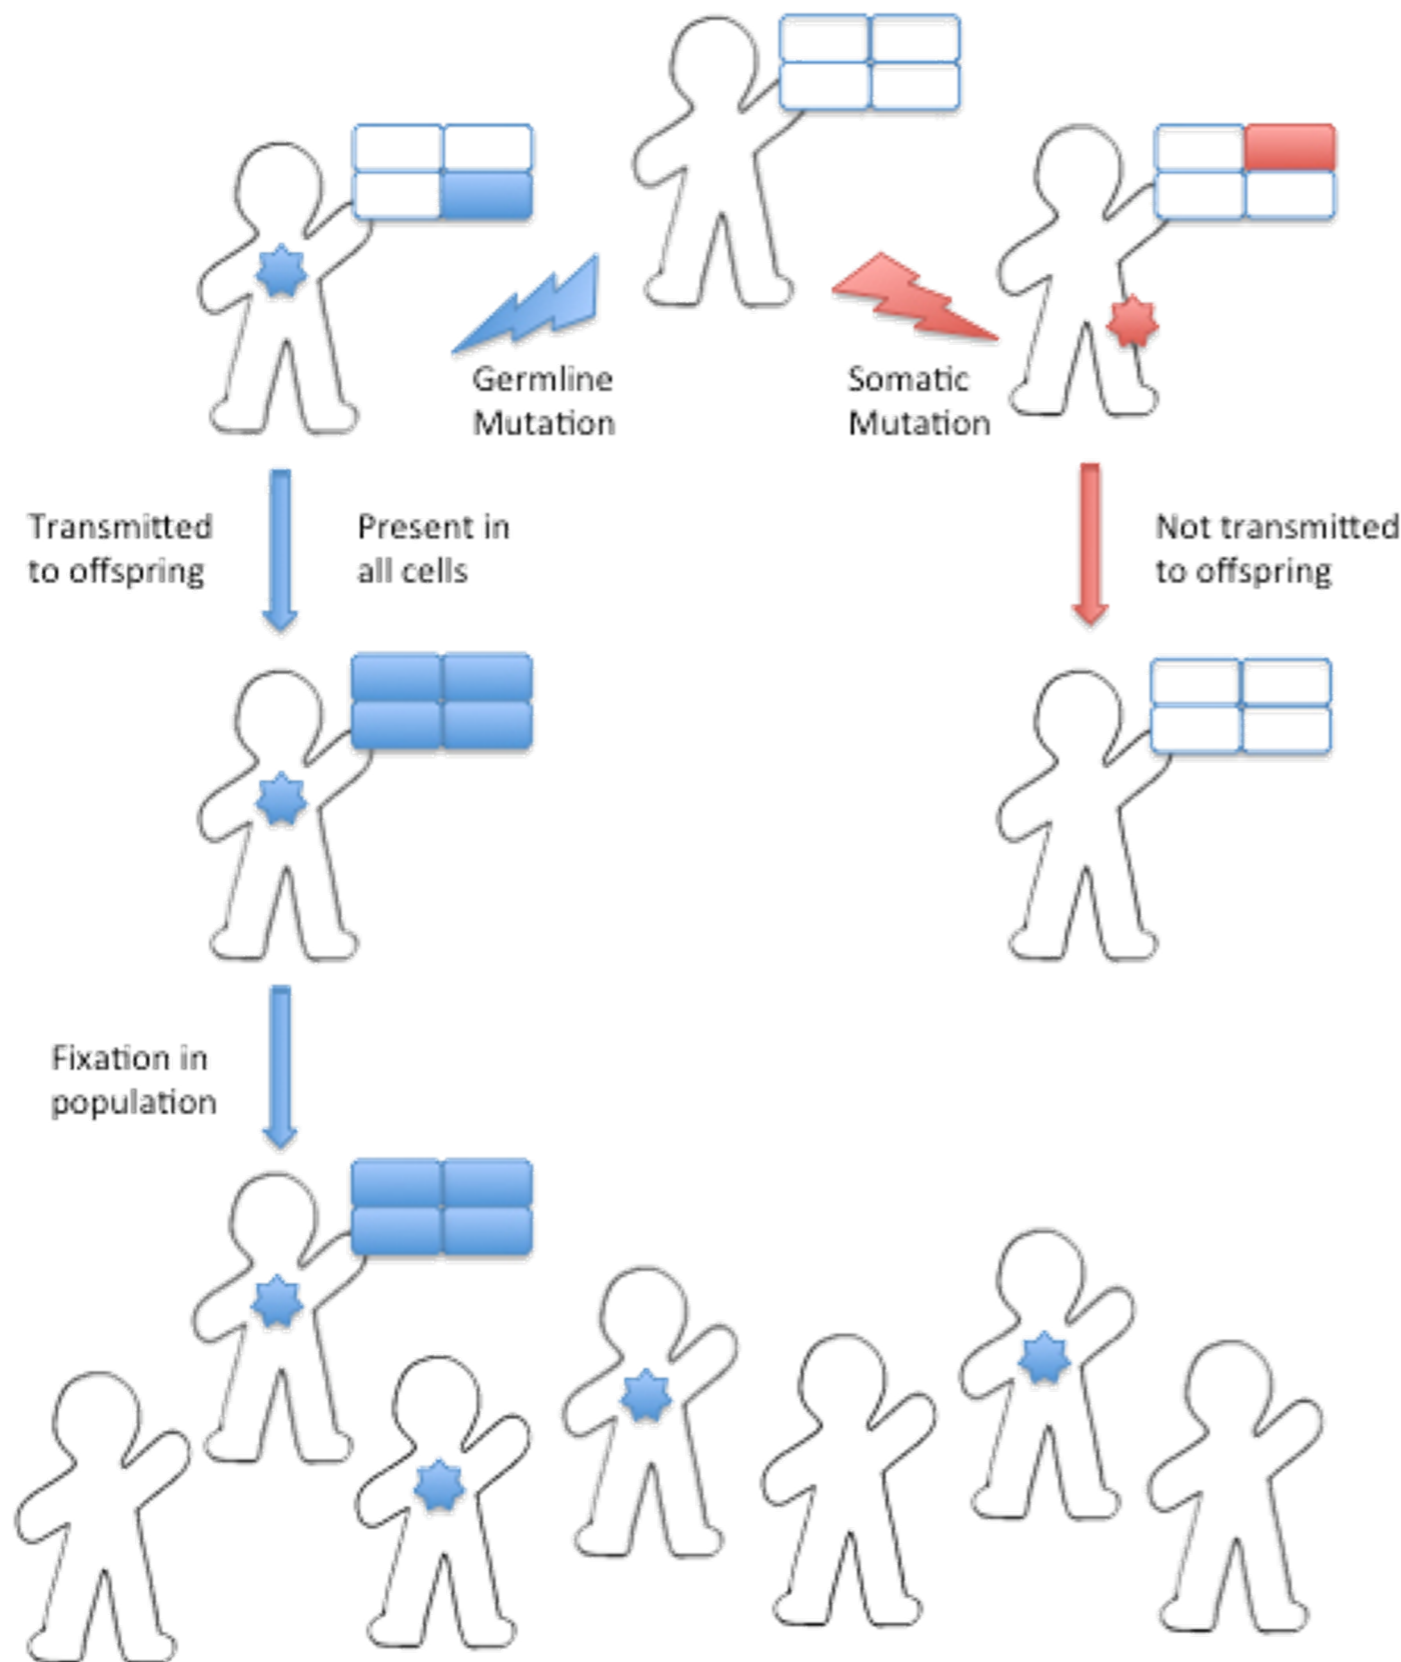 Germline
Mutation
Somatic
Mutation
Transmitted
to offspring
Present in
all cells
Not transmitted
to offspring
Fixation in
population